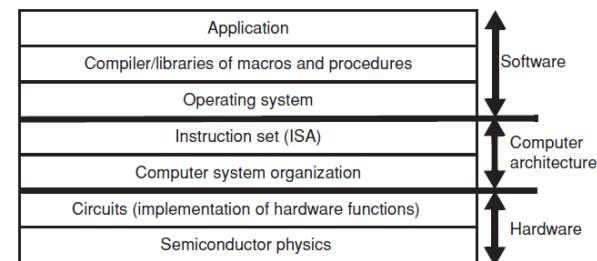 Application
Compiler/libraries of macros and procedures
Operating system
Software
Instruction set (ISA)
Computer system organization
Computer
architecture
Circuits (implementation of hardware functions)
Semiconductor physics
Hardware